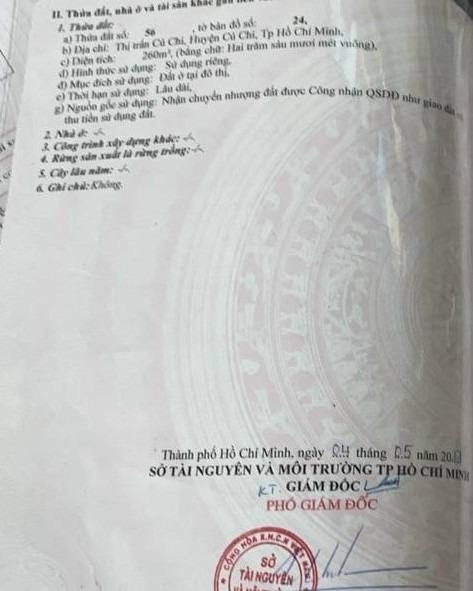 II. Thửa đất, nhà ở và tài sản khác gắn liền
1. Thửa đất:
a) Thửa đất số: 56 , tờ bản đồ số: 24,
b) Địa chỉ: Thị trấn Củ Chi, Huyện Củ Chi, Tp Hồ Chí Minh,
c) Diện tích: 260m², (bằng chữ: Hai trăm sáu mươi mét vuông),
d) Hình thức sử dụng: Sử dụng riêng,
đ) Mục đích sử dụng: Đất ở tại đô thị,
e) Thời hạn sử dụng: Lâu dài,
g) Nguồn gốc sử dụng: Nhận chuyển nhượng đất được Công nhận QSDĐ như giao đất có
thu tiền sử dụng đất.
2. Nhà ở: -/-
3. Công trình xây dựng khác: -/-
4. Rừng sản xuất là rừng trồng: -/-
5. Cây lâu năm: -/-
6. Ghi chú: Không.
Thành phố Hồ Chí Minh, ngày 04 tháng 05 năm 20
SỞ TÀI NGUYÊN VÀ MÔI TRƯỜNG TP HỒ CHÍ MINH
KT. GIÁM ĐỐC
PHÓ GIÁM ĐỐC
CỘNG HÒA X.H.C.N VIỆT NAM
SỞ
TÀI NGUYÊN